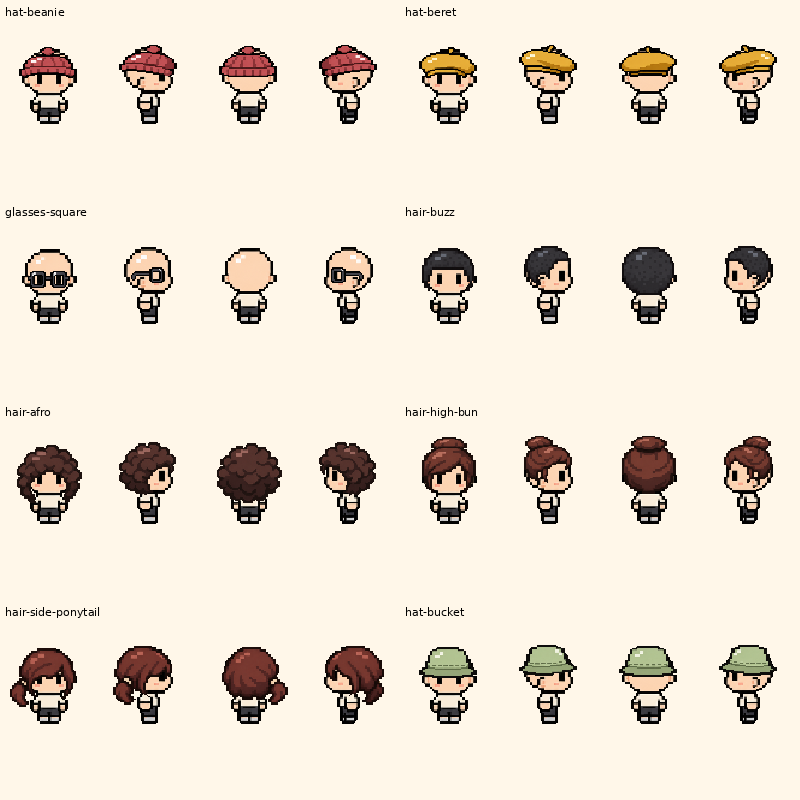 hat-beanie
hat-beret
glasses-square
hair-buzz
hair-afro
hair-high-bun
hair-side-ponytail
hat-bucket